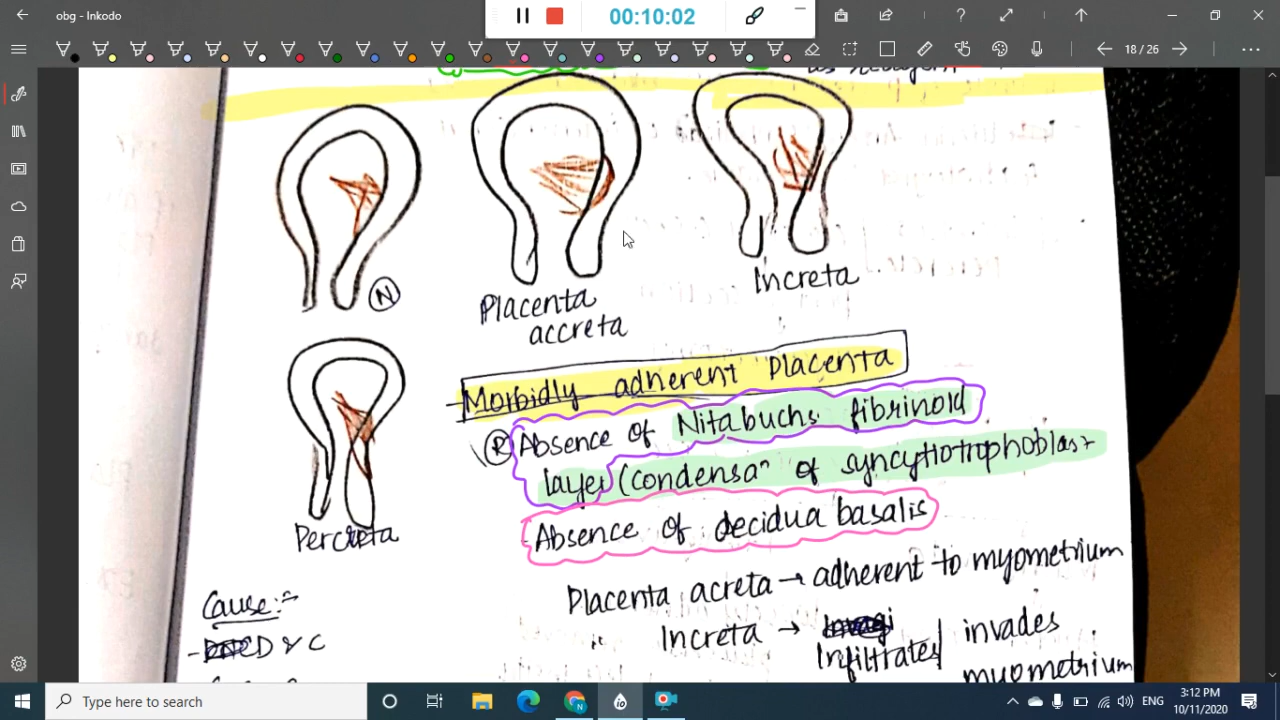 obg - Inkodo
00:10:02
18 / 26
as
N
Placenta
accreta
Increta
Percreta
Morbidly adherent Placenta
R Absence of Nitabuchs fibrinoid
layer (condensaⁿ of syncytiotrophoblast
- Absence of decidua basalis
Placenta acreta → adherent to myometrium
Increta → Infiltrates / invades
myometrium
Cause :-
- D & C
Type here to search
ENG
3:12 PM
10/11/2020